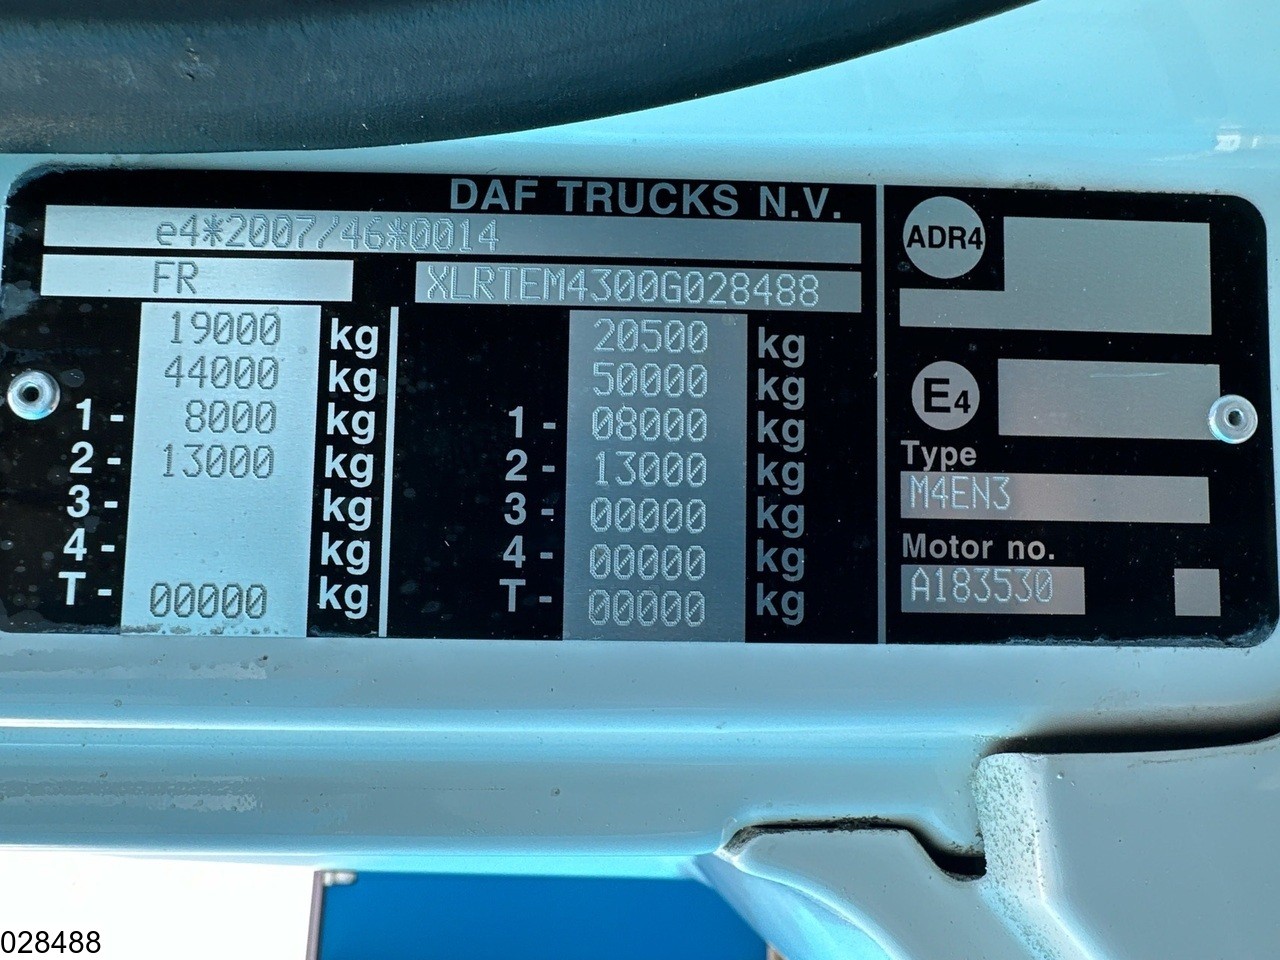 DAF TRUCKS N.V.
e4*2007/46*0014
FR XLRTEM4300G028488
19000 kg 20500 kg
44000 kg 50000 kg
1- 8000 kg 1- 08000 kg
2- 13000 kg 2- 13000 kg
3- kg 3- 00000 kg
4- kg 4- 00000 kg
T- 00000 kg T- 00000 kg
ADR4
E4
Type
M4EN3
Motor no.
A183530
028488